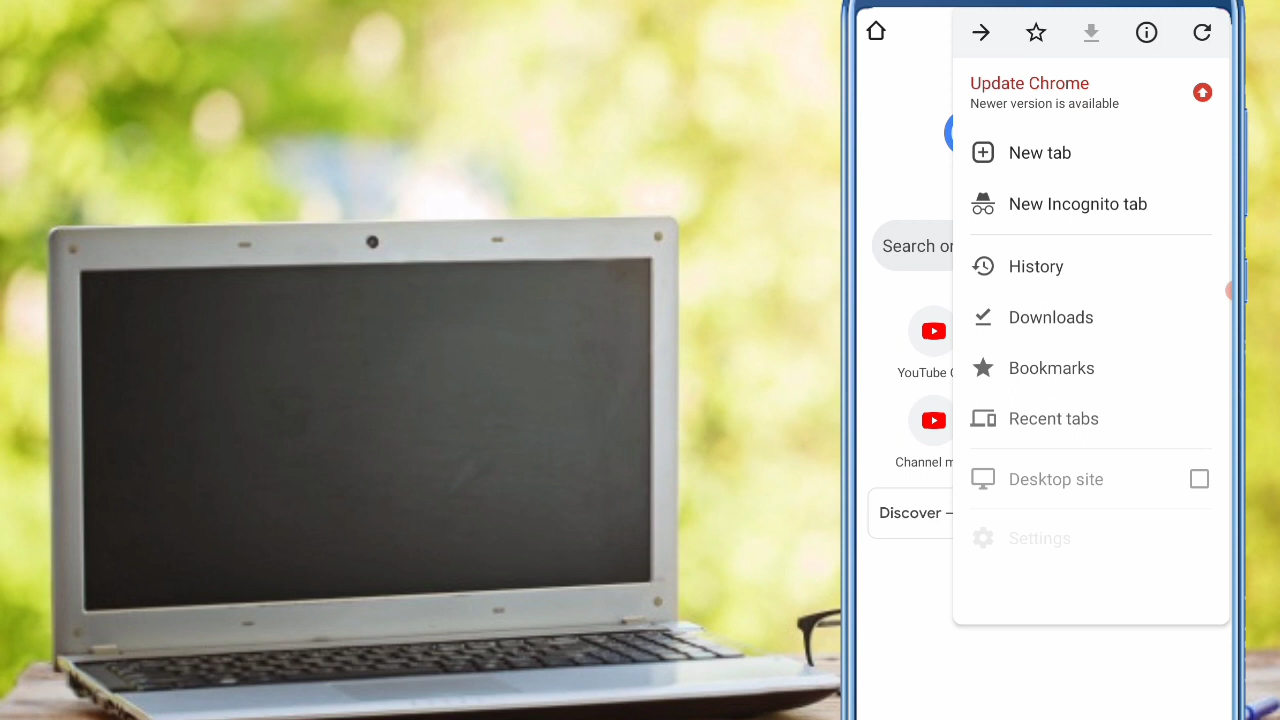 Update Chrome
Newer version is available
New tab
New Incognito tab
Search or
History
Downloads
YouTube
Bookmarks
Recent tabs
Channel m
Desktop site
Discover –
Settings